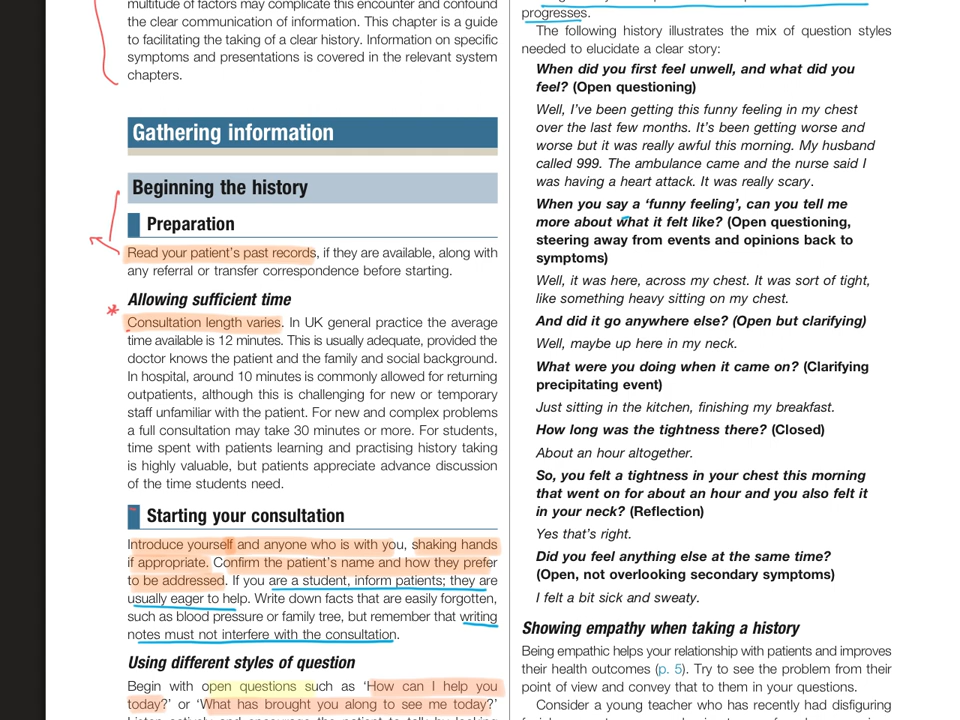 multitude of factors may complicate this encounter and confound
the clear communication of information. This chapter is a guide
to facilitating the taking of a clear history. Information on specific
symptoms and presentations is covered in the relevant system
chapters.
Gathering information
Beginning the history
Preparation
Read your patient's past records, if they are available, along with
any referral or transfer correspondence before starting.
Allowing sufficient time
Consultation length varies. In UK general practice the average
time available is 12 minutes. This is usually adequate, provided the
doctor knows the patient and the family and social background.
In hospital, around 10 minutes is commonly allowed for returning
outpatients, although this is challenging for new or temporary
staff unfamiliar with the patient. For new and complex problems
a full consultation may take 30 minutes or more. For students,
time spent with patients learning and practising history taking
is highly valuable, but patients appreciate advance discussion
of the time students need.
Starting your consultation
Introduce yourself and anyone who is with you, shaking hands
if appropriate. Confirm the patient's name and how they prefer
to be addressed. If you are a student, inform patients; they are
usually eager to help. Write down facts that are easily forgotten,
such as blood pressure or family tree, but remember that writing
notes must not interfere with the consultation.
Using different styles of question
Begin with open questions such as 'How can I help you
today?' or 'What has brought you along to see me today?'
progresses.
The following history illustrates the mix of question styles
needed to elucidate a clear story:
When did you first feel unwell, and what did you
feel? (Open questioning)
Well, I've been getting this funny feeling in my chest
over the last few months. It's been getting worse and
worse but it was really awful this morning. My husband
called 999. The ambulance came and the nurse said I
was having a heart attack. It was really scary.
When you say a 'funny feeling', can you tell me
more about what it felt like? (Open questioning,
steering away from events and opinions back to
symptoms)
Well, it was here, across my chest. It was sort of tight,
like something heavy sitting on my chest.
And did it go anywhere else? (Open but clarifying)
Well, maybe up here in my neck.
What were you doing when it came on? (Clarifying
precipitating event)
Just sitting in the kitchen, finishing my breakfast.
How long was the tightness there? (Closed)
About an hour altogether.
So, you felt a tightness in your chest this morning
that went on for about an hour and you also felt it
in your neck? (Reflection)
Yes that's right.
Did you feel anything else at the same time?
(Open, not overlooking secondary symptoms)
I felt a bit sick and sweaty.
Showing empathy when taking a history
Being empathic helps your relationship with patients and improves
their health outcomes (p. 5). Try to see the problem from their
point of view and convey that to them in your questions.
Consider a young teacher who has recently had disfiguring